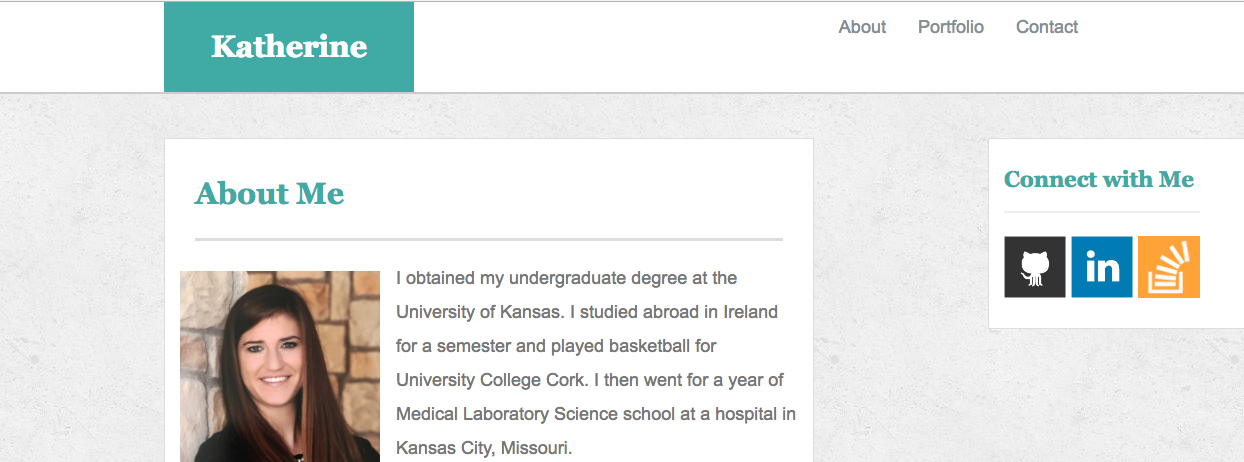 Katherine
About Portfolio Contact
About Me
I obtained my undergraduate degree at the
University of Kansas. I studied abroad in Ireland
for a semester and played basketball for
University College Cork. I then went for a year of
Medical Laboratory Science school at a hospital in
Kansas City, Missouri.
Connect with Me
in